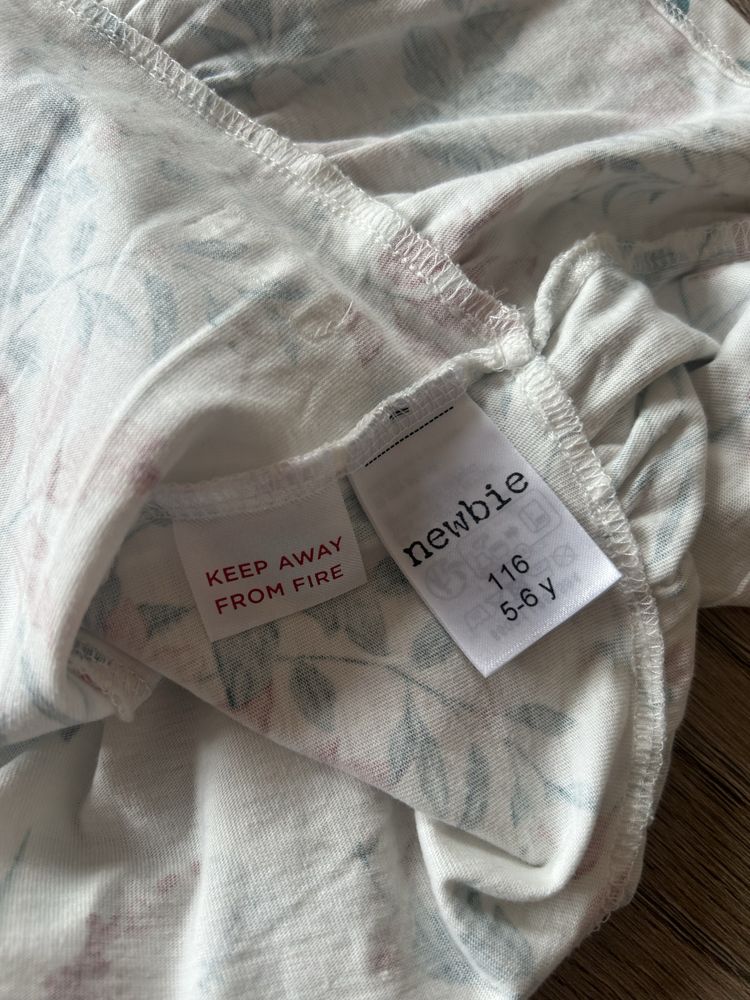 KEEP AWAY
FROM FIRE
newbie
116
5-6 y